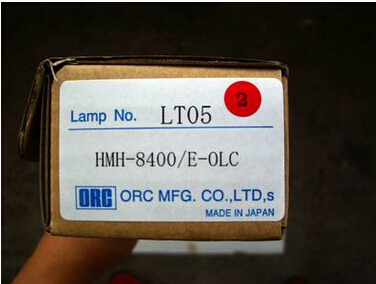 2
Lamp No. LT05
HMH-8400/E-OLC
ORC ORC MFG. CO.,LTD,s
MADE IN JAPAN